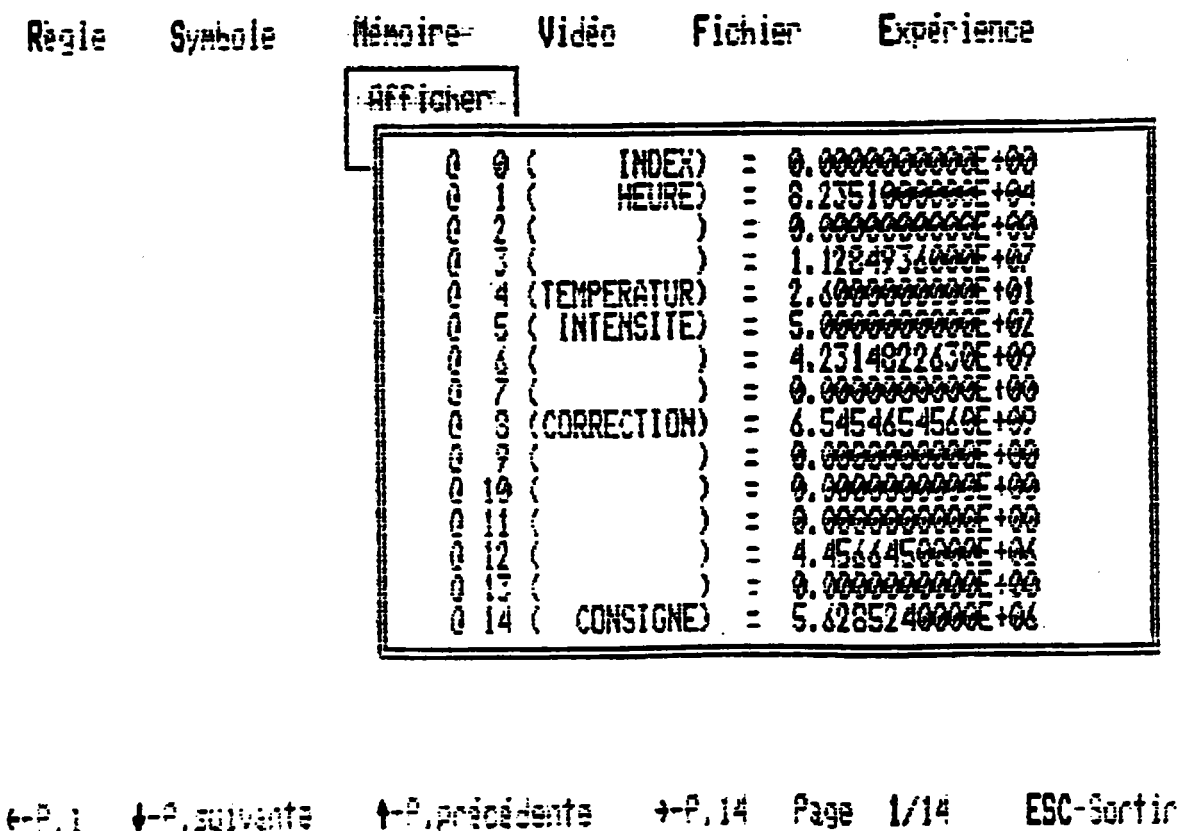 Règle Symbole Mémoire Vidéo Fichier Expérience
Afficher
@ 0 ( INDEX) = 0.0000000000E+00
@ 1 ( HEURE) = 8.2351000000E+04
@ 2 ( ) = 0.0000000000E+00
@ 3 ( ) = 1.1284936000E+07
@ 4 (TEMPERATUR) = 2.6000000000E+01
@ 5 ( INTENSITE) = 5.0000000000E+02
@ 6 ( ) = 4.2314822630E+09
@ 7 ( ) = 0.0000000000E+00
@ 8 (CORRECTION) = 6.5454654560E+09
@ 9 ( ) = 0.0000000000E+00
@ 10 ( ) = 0.0000000000E+00
@ 11 ( ) = 0.0000000000E+00
@ 12 ( ) = 4.4566450000E+06
@ 13 ( ) = 0.0000000000E+00
@ 14 ( CONSIGNE) = 5.6285240000E+06
←-P.1 ↓-P.suivante ↑-P.précédente →-P.14 Page 1/14 ESC-Sortir